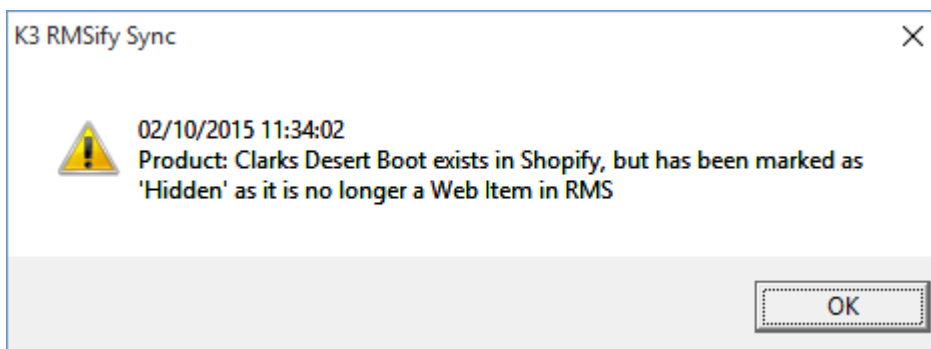 K3 RMSify Sync
02/10/2015 11:34:02
Product: Clarks Desert Boot exists in Shopify, but has been marked as
'Hidden' as it is no longer a Web Item in RMS
OK